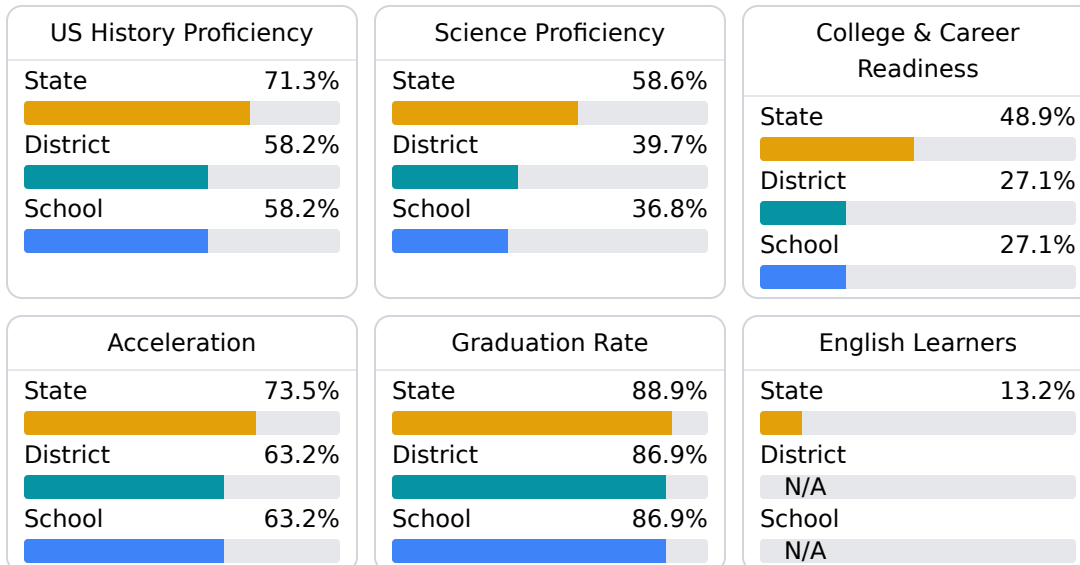 US History Proficiency
State 71.3%
District 58.2%
School 58.2%
Science Proficiency
State 58.6%
District 39.7%
School 36.8%
College & Career
Readiness
State 48.9%
District 27.1%
School 27.1%
Acceleration
State 73.5%
District 63.2%
School 63.2%
Graduation Rate
State 88.9%
District 86.9%
School 86.9%
English Learners
State 13.2%
District
N/A
School
N/A